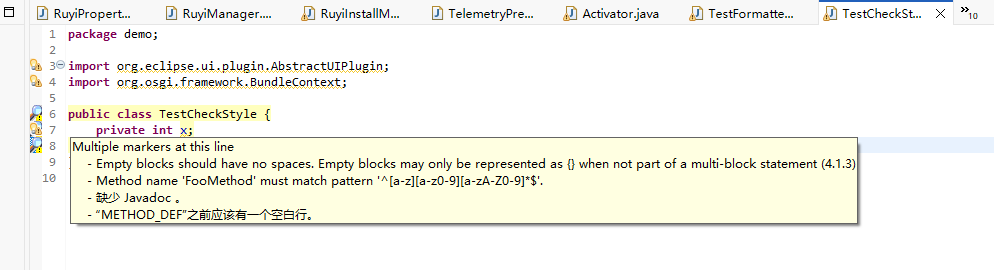 RuyiPropert... RuyiManager.... RuyiInstallM... TelemetryPre... Activator.java TestFormatte... TestCheckSt... »10
1 package demo;
2
3 import org.eclipse.ui.plugin.AbstractUIPlugin;
4 import org.osgi.framework.BundleContext;
5
6 public class TestCheckStyle {
7 private int x;
8
Multiple markers at this line
- Empty blocks should have no spaces. Empty blocks may only be represented as {} when not part of a multi-block statement (4.1.3)
- Method name 'FooMethod' must match pattern '^[a-z][a-z0-9][a-zA-Z0-9]*$'.
- 缺少 Javadoc 。
- “METHOD_DEF”之前应该有一个空白行。
10